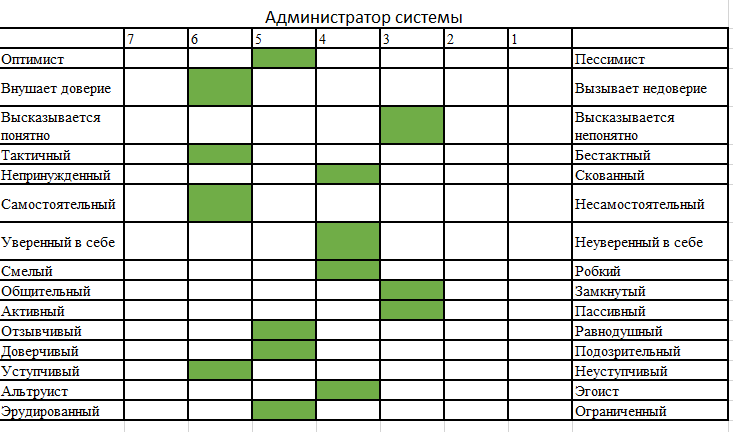 Администратор системы
7 6 5 4 3 2 1
Оптимист Пессимист
Внушает доверие Вызывает недоверие
Высказывается Высказывается
понятно непонятно
Тактичный Бестактный
Непринужденный Скованный
Самостоятельный Несамостоятельный
Уверенный в себе Неуверенный в себе
Смелый Робкий
Общительный Замкнутый
Активный Пассивный
Отзывчивый Равнодушный
Доверчивый Подозрительный
Уступчивый Неуступчивый
Альтруист Эгоист
Эрудированный Ограниченный